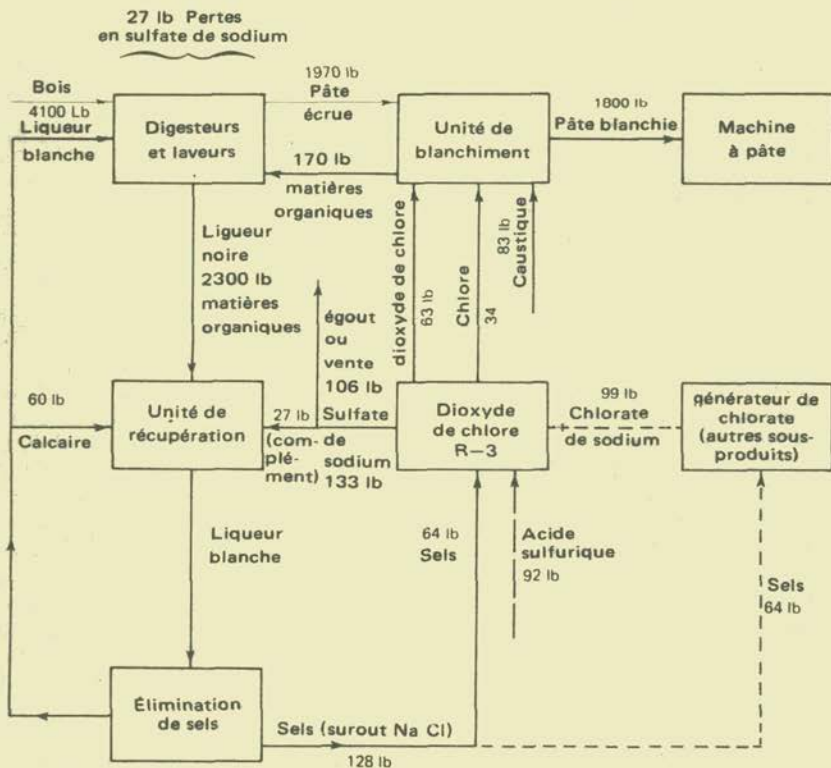 27 lb Pertes
en sulfate de sodium
Bois
4100 Lb
Liqueur
blanche
Digesteurs
et laveurs
1970 lb
Pâte
écrue
Unité de
blanchiment
1800 lb
Pâte blanchie
Machine
à pâte
170 lb
matières
organiques
Ligueur
noire
2300 lb
matières
organiques
égout
ou
vente
106 lb
dioxyde de chlore
63 lb
Chlore
34
83 lb
Caustique
60 lb
Calcaire
Unité de
récupération
27 lb
(com-
plé-
ment)
Sulfate
de
sodium
133 lb
Dioxyde
de chlore
R-3
99 lb
Chlorate
de sodium
générateur de
chlorate
(autres sous-
produits)
Liqueur
blanche
64 lb
Sels
Acide
sulfurique
92 lb
Sels
64 lb
Élimination
de sels
Sels (surout Na Cl)
128 lb